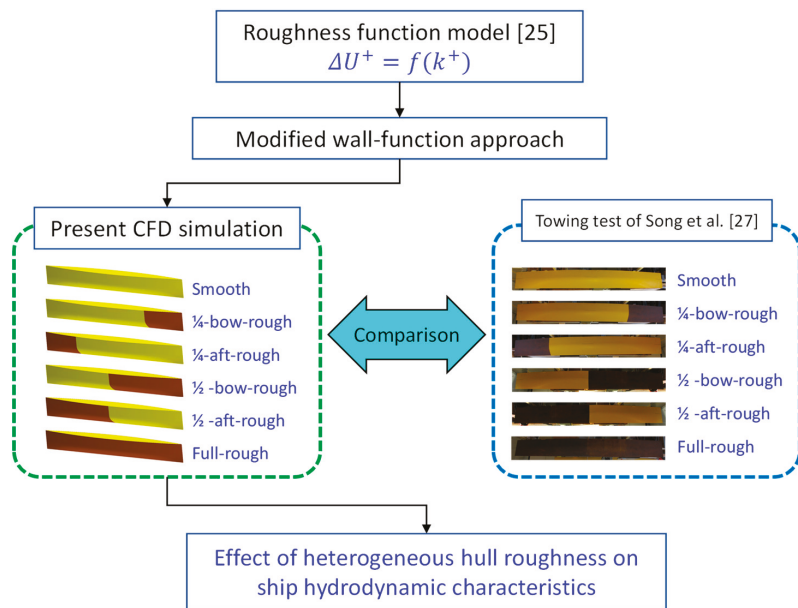 Roughness function model [25]
ΔU⁺ = f(k⁺)
Modified wall-function approach
Present CFD simulation
Smooth
¼-bow-rough
¼-aft-rough
½ -bow-rough
½ -aft-rough
Full-rough
Comparison
Towing test of Song et al. [27]
Smooth
¼-bow-rough
¼-aft-rough
½ -bow-rough
½ -aft-rough
Full-rough
Effect of heterogeneous hull roughness on
ship hydrodynamic characteristics